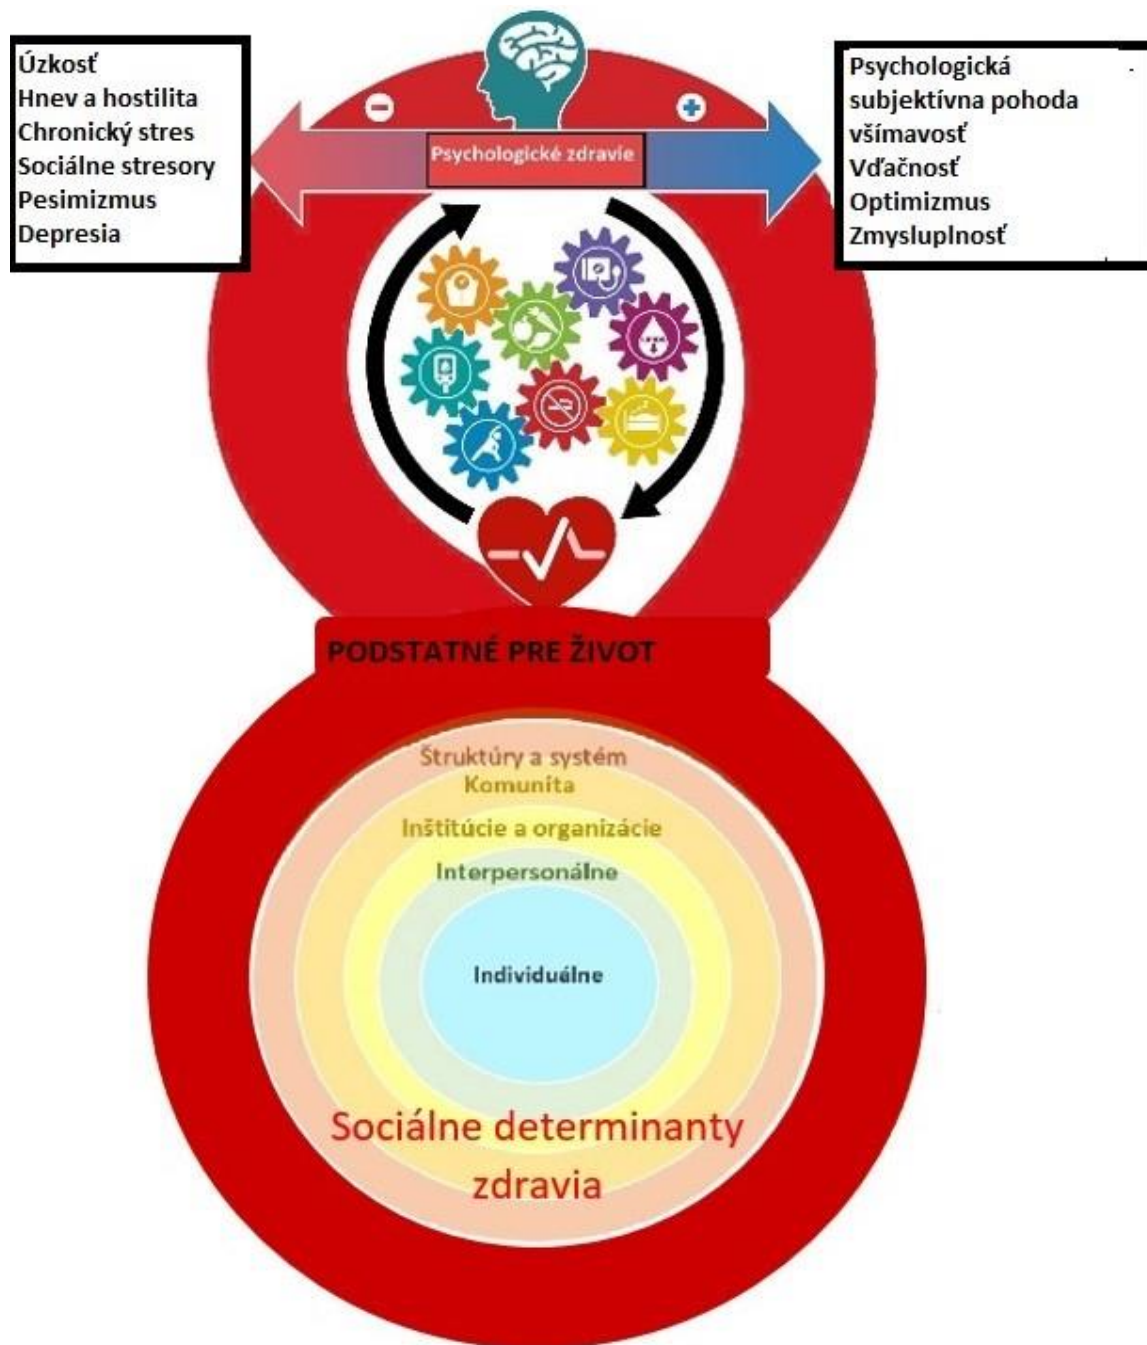 Úzkosť
Hnev a hostilita
Chronický stres
Sociálne stresory
Pesimizmus
Depresia
Psychologické zdravie
Psychologická
subjektívna pohoda
všímavosť
Vďačnosť
Optimizmus
Zmysluplnosť
PODSTATNÉ PRE ŽIVOT
Štruktúry a systém
Komunita
Inštitúcie a organizácie
Interpersonálne
Individuálne
Sociálne determinanty
zdravia